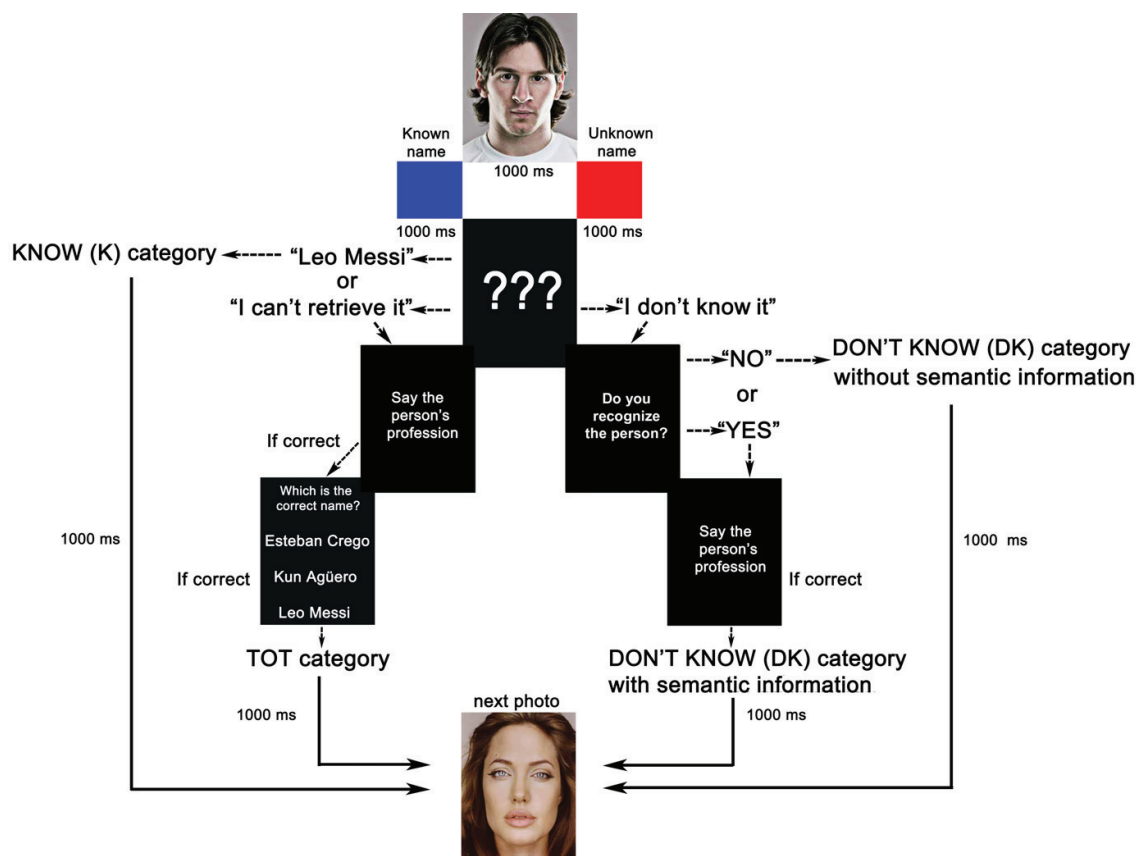 Known
name
Unknown
name
1000 ms
1000 ms
1000 ms
KNOW (K) category
“Leo Messi”
or
“I can’t retrieve it”
???
“I don’t know it”
“NO”
or
“YES”
DON’T KNOW (DK) category
without semantic information
Say the
person’s
profession
Do you
recognize
the person?
If correct
Which is the
correct name?
Esteban Crego
Kun Agüero
Leo Messi
If correct
Say the
person’s
profession
If correct
1000 ms
1000 ms
TOT category
DON’T KNOW (DK) category
with semantic information
1000 ms
1000 ms
next photo